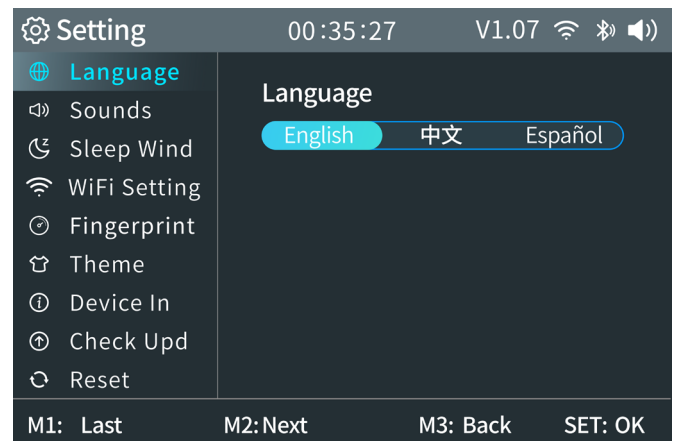 Setting 00:35:27 V1.07
Language
Sounds
Sleep Wind
WiFi Setting
Fingerprint
Theme
Device In
Check Upd
Reset
Language
English 中文 Español
M1: Last M2:Next M3: Back SET: OK